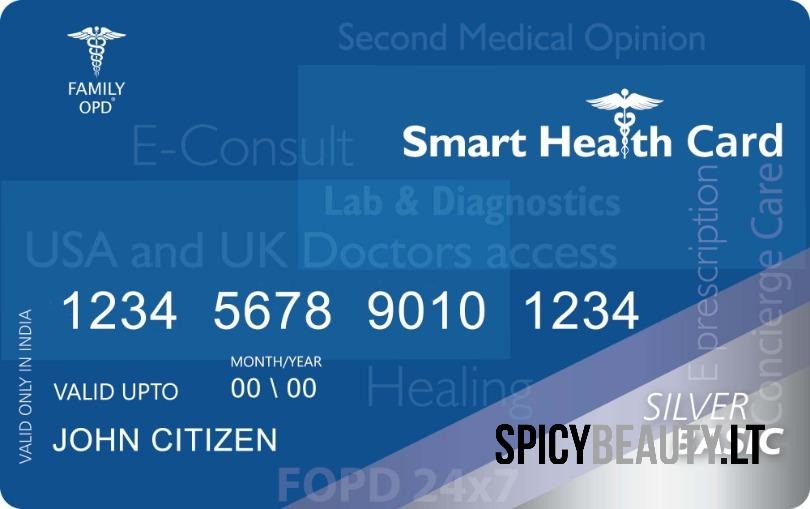 Second Medical Opinion
FAMILY
OPD®
E-Consult
Smart Health Card
Lab & Diagnostics
USA and UK Doctors access
E prescription
Concierge Care
1234 5678 9010 1234
VALID ONLY IN INDIA
MONTH/YEAR
VALID UPTO 00 \ 00
Healing
SILVER
JOHN CITIZEN
SPICYBEAUTY.LT
FOPD 24x7